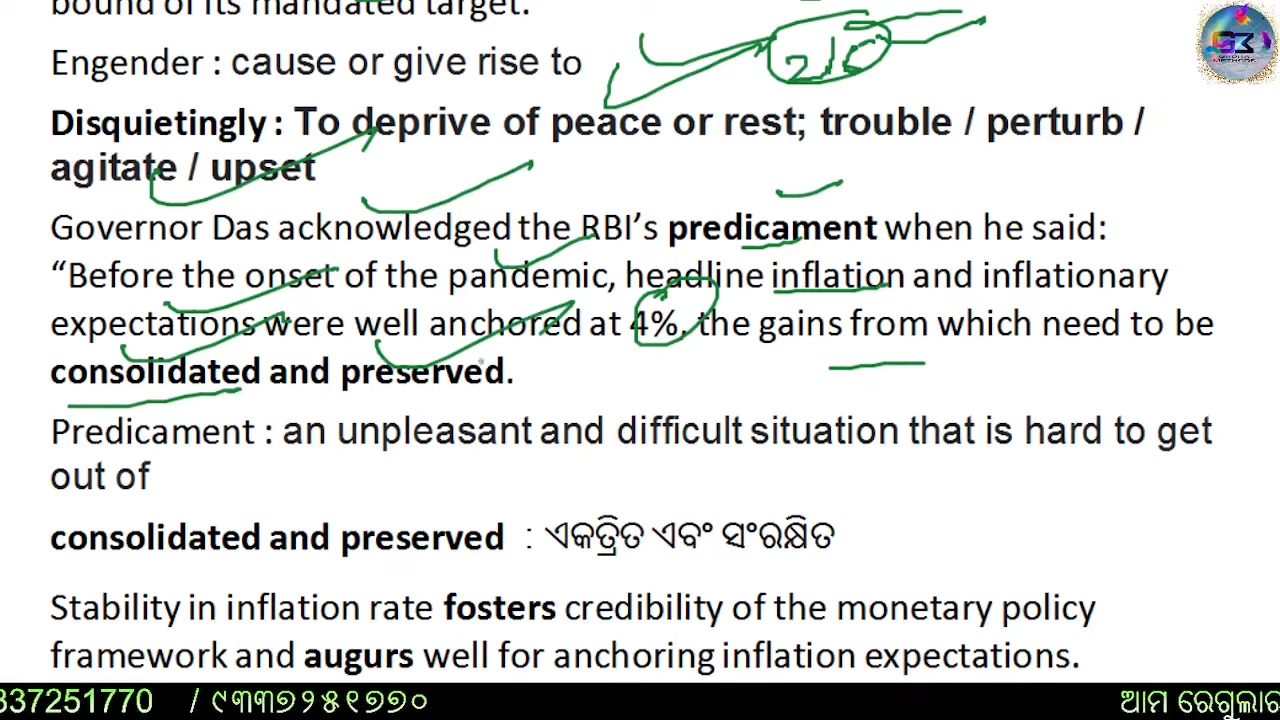 bound of its mandated target.
216
Engender : cause or give rise to
Disquietingly : To deprive of peace or rest; trouble / perturb /
agitate / upset
Governor Das acknowledged the RBI’s predicament when he said:
“Before the onset of the pandemic, headline inflation and inflationary
expectations were well anchored at 4%, the gains from which need to be
consolidated and preserved.
Predicament : an unpleasant and difficult situation that is hard to get
out of
consolidated and preserved : ଏକତ୍ରିତ ଏବଂ ସଂରକ୍ଷିତ
Stability in inflation rate fosters credibility of the monetary policy
framework and augurs well for anchoring inflation expectations.
337251770 / ୯୩୩୭୨୫୧୭୭୦ ଆମ ରେଗୁଲାର